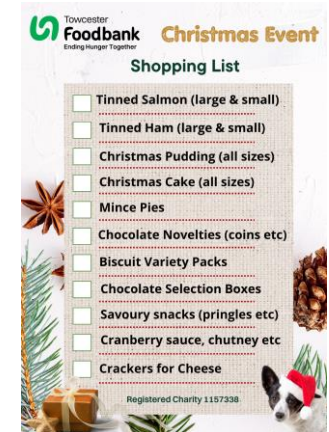 Towcester
Foodbank
Ending Hunger Together
Christmas Event
Shopping List
Tinned Salmon (large & small)
Tinned Ham (large & small)
Christmas Pudding (all sizes)
Christmas Cake (all sizes)
Mince Pies
Chocolate Novelties (coins etc)
Biscuit Variety Packs
Chocolate Selection Boxes
Savoury snacks (pringles etc)
Cranberry sauce, chutney etc
Crackers for Cheese
Registered Charity 1157338